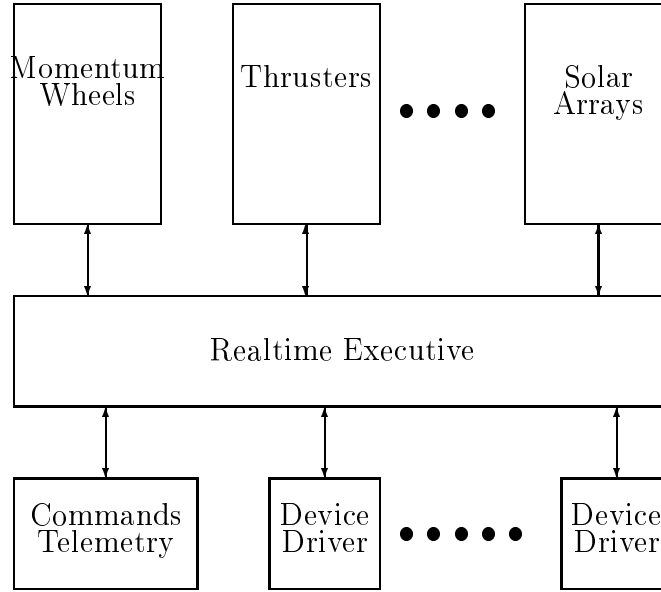 Momentum
Wheels
Thrusters
Solar
Arrays
Realtime Executive
Commands
Telemetry
Device
Driver
Device
Driver